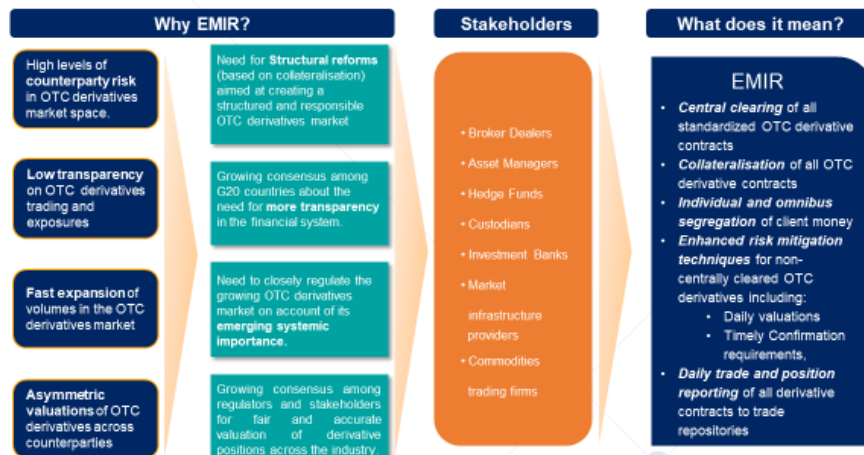 Why EMIR?
High levels of
counterparty risk
in OTC derivatives
market space.
Low transparency
on OTC derivatives
trading and
exposures
Fast expansion of
volumes in the OTC
derivatives market
Asymmetric
valuations of OTC
derivatives across
counterparties
Need for Structural reforms
(based on collateralisation)
aimed at creating a
structured and responsible
OTC derivatives market
Growing consensus among
G20 countries about the
need for more transparency
in the financial system.
Need to closely regulate the
growing OTC derivatives
market on account of its
emerging systemic
importance.
Growing consensus among
regulators and stakeholders
for fair and accurate
valuation of derivative
positions across the industry.
Stakeholders
• Broker Dealers
• Asset Managers
• Hedge Funds
• Custodians
• Investment Banks
• Market
infrastructure
providers
• Commodities
trading firms
What does it mean?
EMIR
• Central clearing of all
standardized OTC derivative
contracts
• Collateralisation of all OTC
derivative contracts
• Individual and omnibus
segregation of client money
• Enhanced risk mitigation
techniques for non-
centrally cleared OTC
derivatives including:
• Daily valuations
• Timely Confirmation
requirements,
• Daily trade and position
reporting of all derivative
contracts to trade
repositories